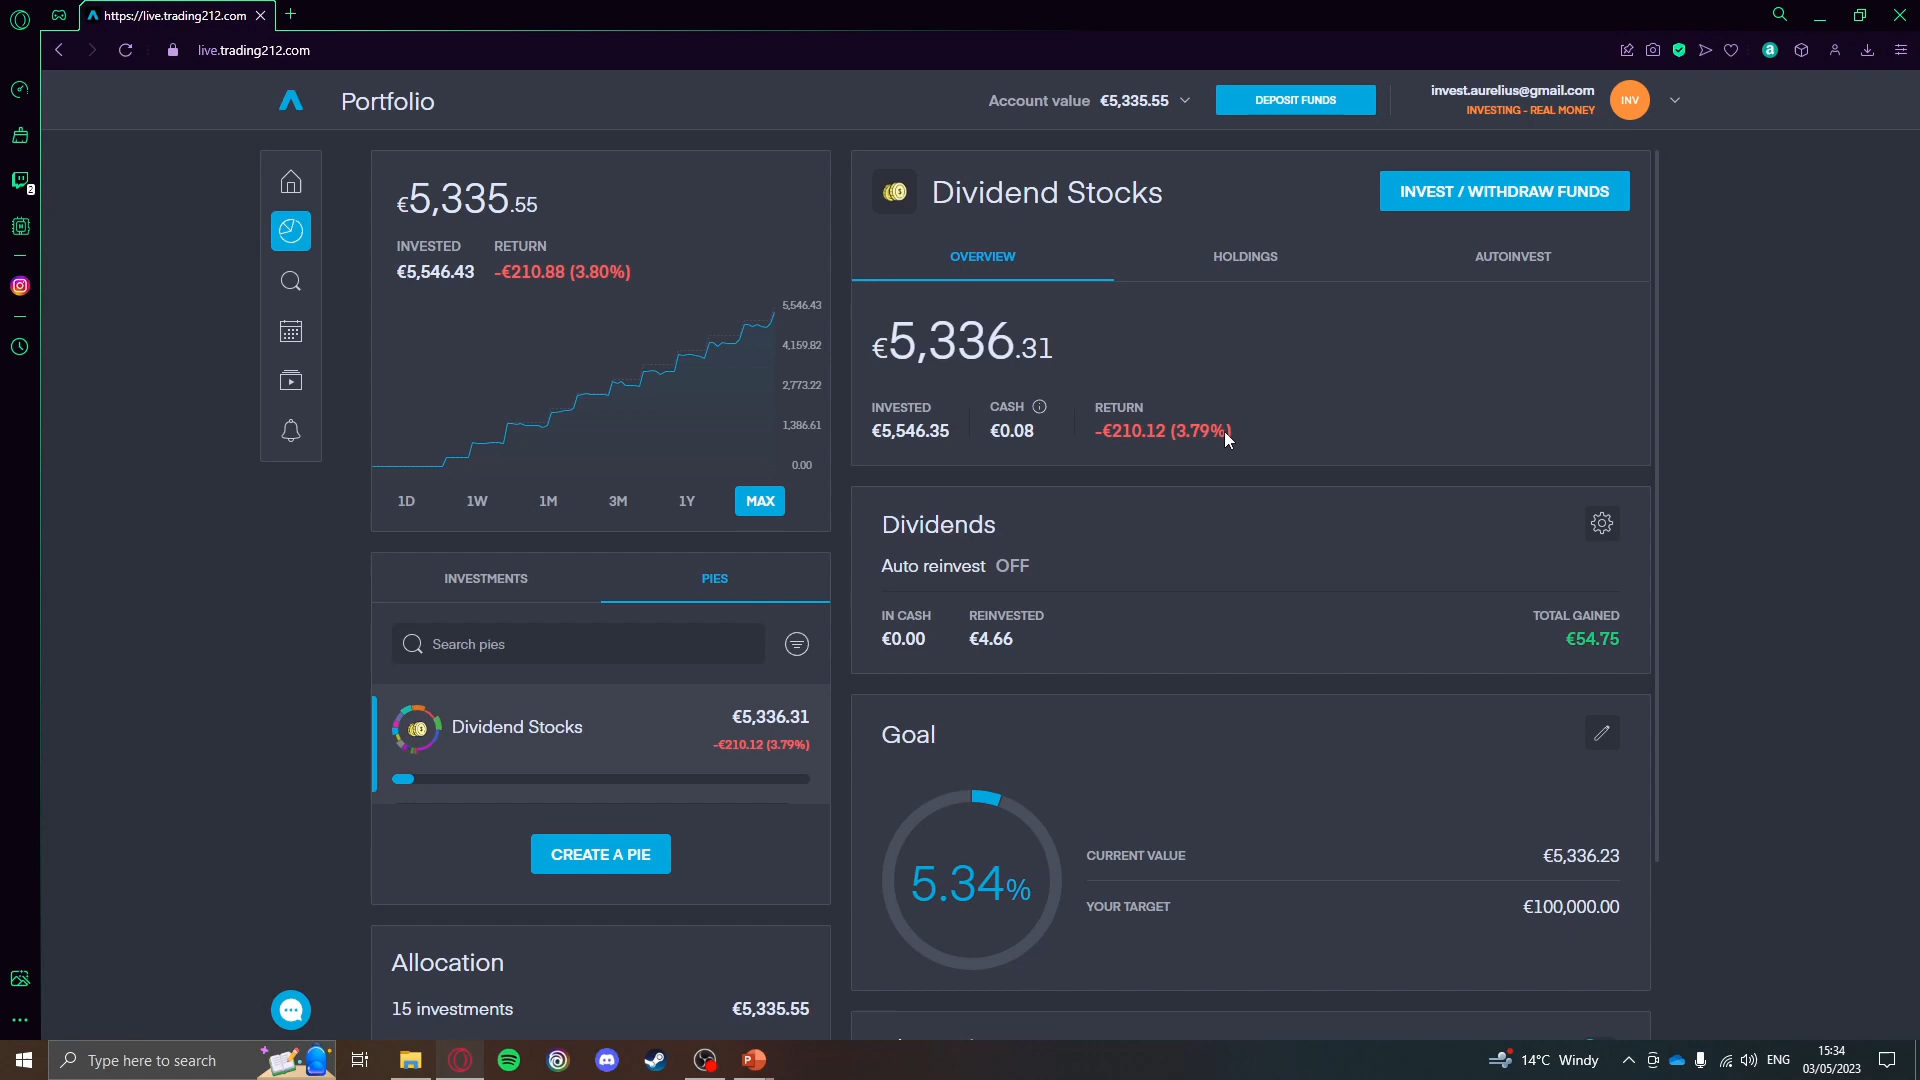 https://live.trading212.com
live.trading212.com
Portfolio
Account value €5,335.55
DEPOSIT FUNDS
invest.aurelius@gmail.com
INVESTING - REAL MONEY
INV
2
€5,335.55
INVESTED RETURN
€5,546.43 -€210.88 (3.80%)
5,546.43
4,159.82
2,773.22
1,386.61
0.00
1D 1W 1M 3M 1Y MAX
INVESTMENTS PIES
Search pies
Dividend Stocks
€5,336.31
-€210.12 (3.79%)
CREATE A PIE
Allocation
15 investments €5,335.55
Dividend Stocks
INVEST / WITHDRAW FUNDS
OVERVIEW HOLDINGS AUTOINVEST
€5,336.31
INVESTED CASH RETURN
€5,546.35 €0.08 -€210.12 (3.79%)
Dividends
Auto reinvest OFF
IN CASH REINVESTED TOTAL GAINED
€0.00 €4.66 €54.75
Goal
5.34%
CURRENT VALUE €5,336.23
YOUR TARGET €100,000.00
Type here to search
14°C Windy
ENG
15:34
03/05/2023